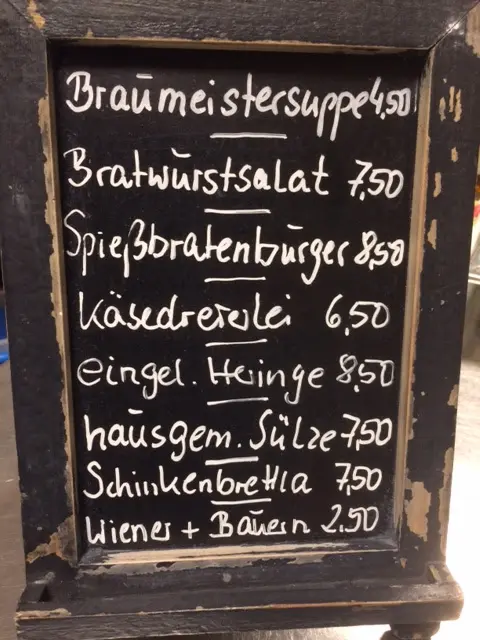 Braumeistersuppe 4,50
Bratwurstsalat 7,50
Spießbratenburger 8,50
Käsedreierlei 6,50
eingel. Heringe 8,50
hausgem. Sülze 7,50
Schinkenbrettla 7,50
Wiener + Bauern 2,50